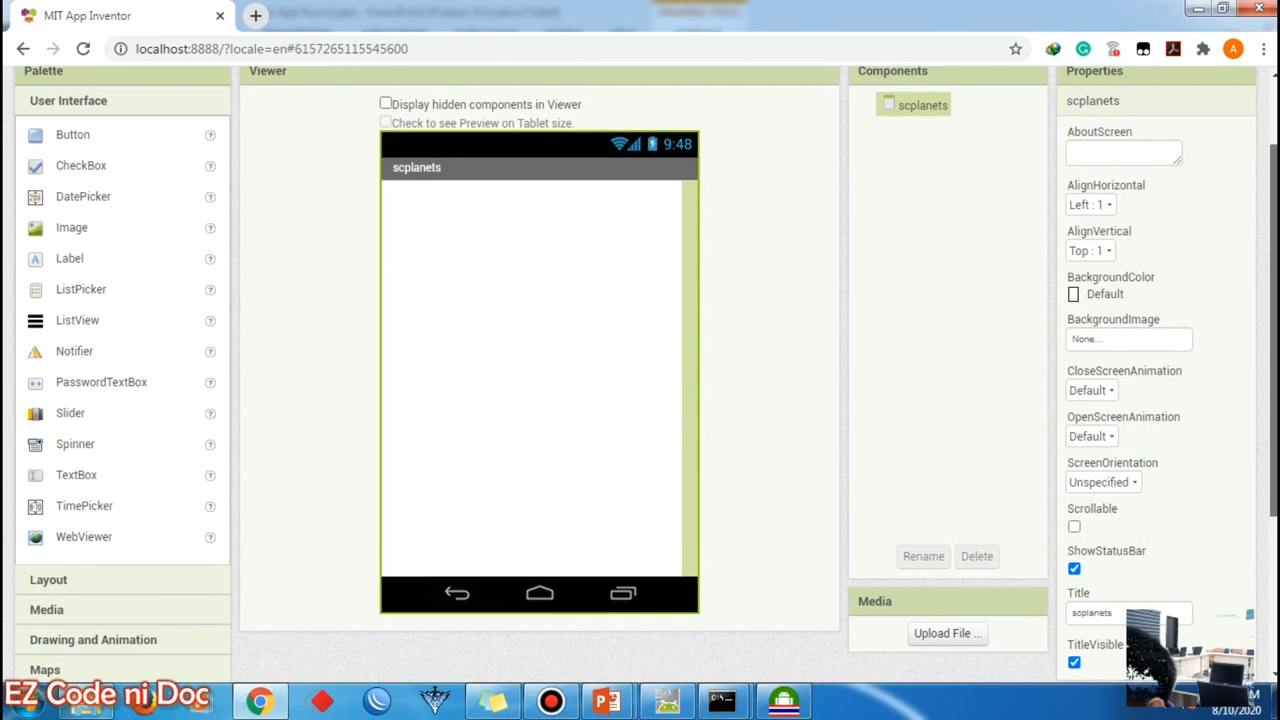 MIT App Inventor
localhost:8888/?locale=en#6157265115545600
A
Palette
User Interface
Button
CheckBox
DatePicker
Image
Label
ListPicker
ListView
Notifier
PasswordTextBox
Slider
Spinner
TextBox
TimePicker
WebViewer
Layout
Media
Drawing and Animation
Maps
Viewer
Display hidden components in Viewer
Check to see Preview on Tablet size.
9:48
scplanets
Components
scplanets
Rename
Delete
Media
Upload File ...
Properties
scplanets
AboutScreen
AlignHorizontal
Left : 1
AlignVertical
Top : 1
BackgroundColor
Default
BackgroundImage
None...
CloseScreenAnimation
Default
OpenScreenAnimation
Default
ScreenOrientation
Unspecified
Scrollable
ShowStatusBar
Title
scplanets
TitleVisible
EZ Code ni Doc
8/10/2020